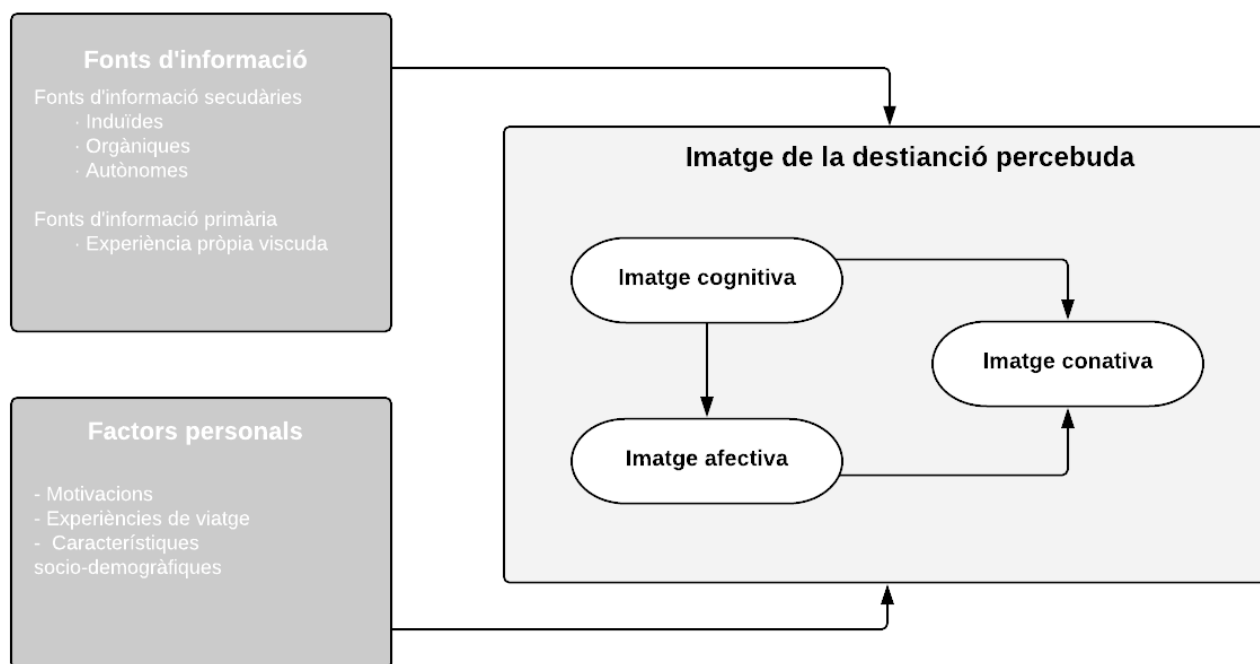 Fonts d'informació
Fonts d'informació secudàries
· Induïdes
· Orgàniques
· Autònomes
Fonts d'informació primària
· Experiència pròpia viscuda
Factors personals
- Motivacions
- Experiències de viatge
- Característiques
socio-demogràfiques
Imatge de la destianció percebuda
Imatge cognitiva
Imatge afectiva
Imatge conativa